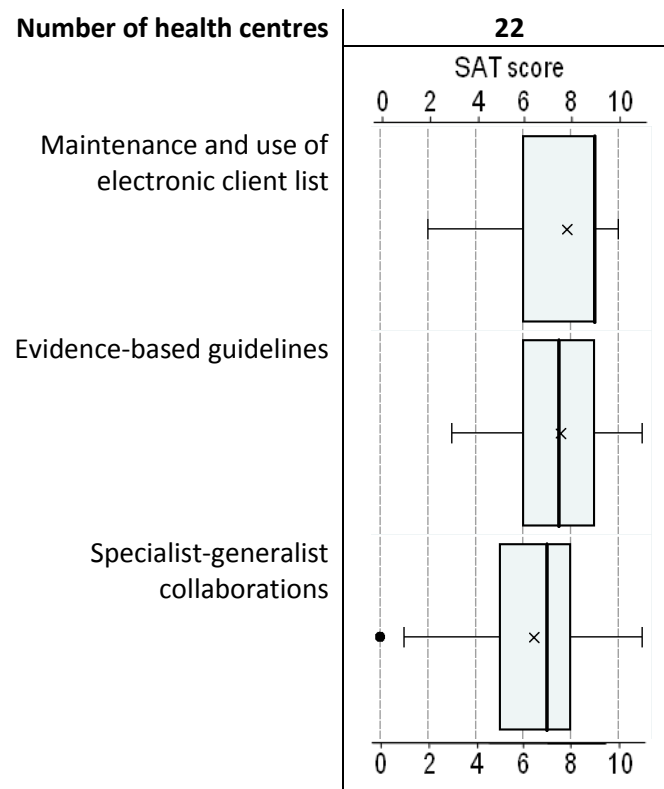 Number of health centres 22
SAT score
0 2 4 6 8 10
Maintenance and use of
electronic client list
Evidence-based guidelines
Specialist-generalist
collaborations
0 2 4 6 8 10